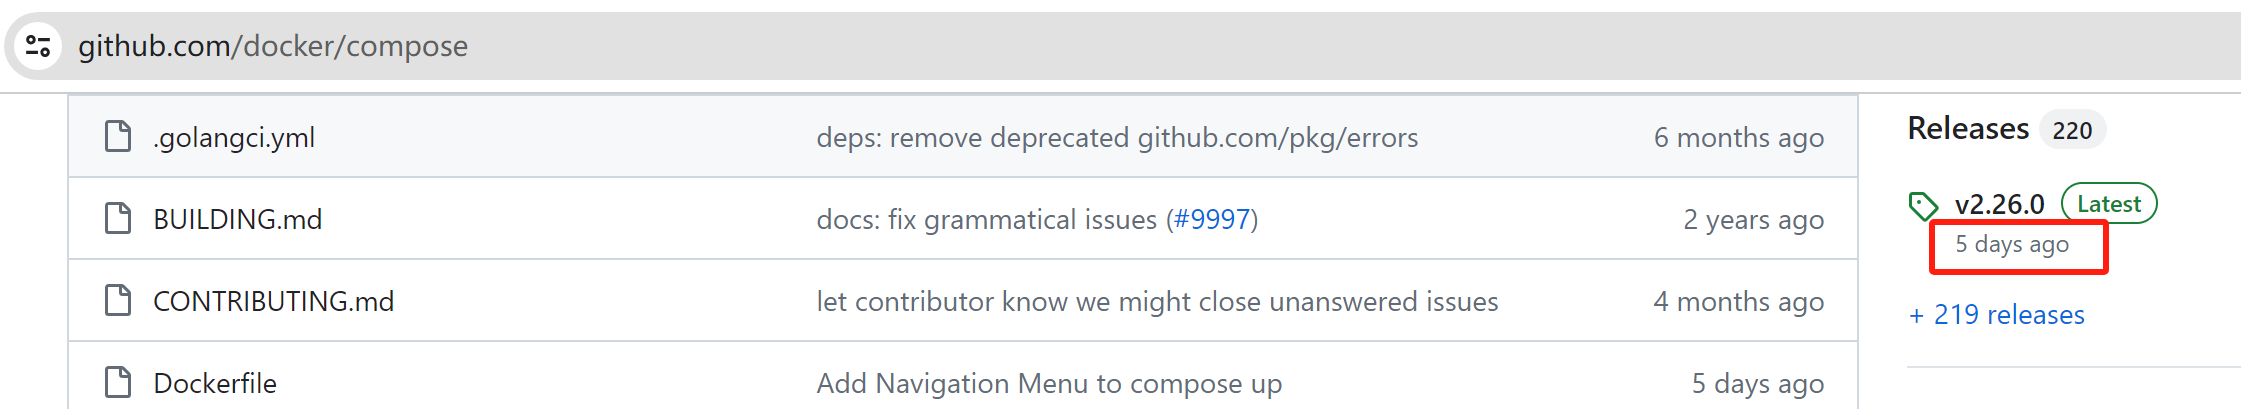 github.com/docker/compose
.golangci.yml deps: remove deprecated github.com/pkg/errors 6 months ago
BUILDING.md docs: fix grammatical issues (#9997) 2 years ago
CONTRIBUTING.md let contributor know we might close unanswered issues 4 months ago
Dockerfile Add Navigation Menu to compose up 5 days ago
Releases 220
v2.26.0 Latest
5 days ago
+ 219 releases